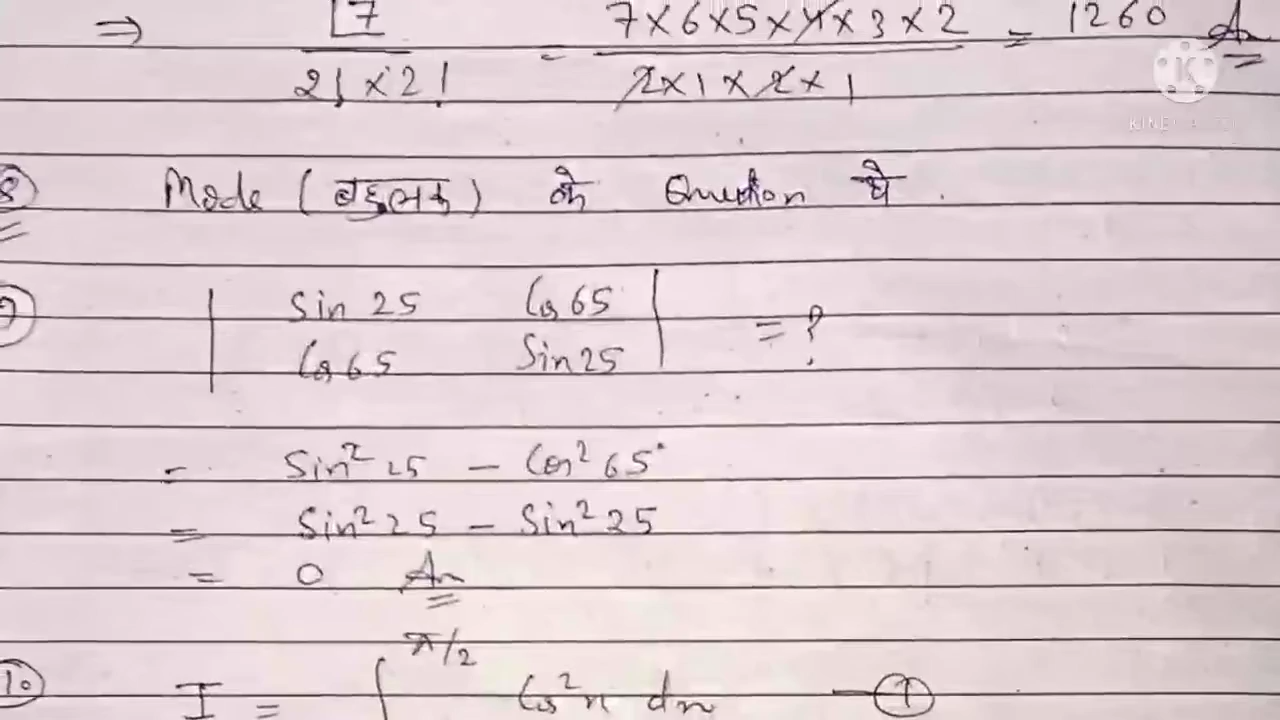 ⇒ ⌊7 / 2! × 2! = 7×6×5×4×3×2 / 2×1×2×1 = 1260 An
8 Mode (बहुलक) के Question थे .
9 | Sin 25 Cos 65 |
| Cos 65 Sin 25 | = ?
= Sin² 25 – Cos² 65°
= Sin² 25 – Sin² 25
= 0 An
10 I = ∫ π/2 Cos²x dx — 1